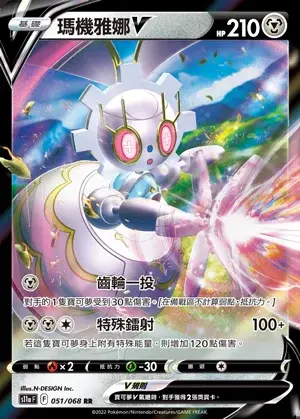 基礎 瑪機雅娜V HP 210
齒輪一投
對手的1隻寶可夢受到30點傷害。[在備戰區不計算弱點・抵抗力。]
特殊鐳射 100+
若這隻寶可夢身上附有特殊能量，則增加120點傷害。
弱點 ×2 抵抗力 -30 撤退
Illus.N-DESIGN Inc.
V規則
寶可夢V氣絕時，對手獲得2張獎賞卡。
s11a F F 051/068 RR
©2022 Pokémon/Nintendo/Creatures/GAME FREAK